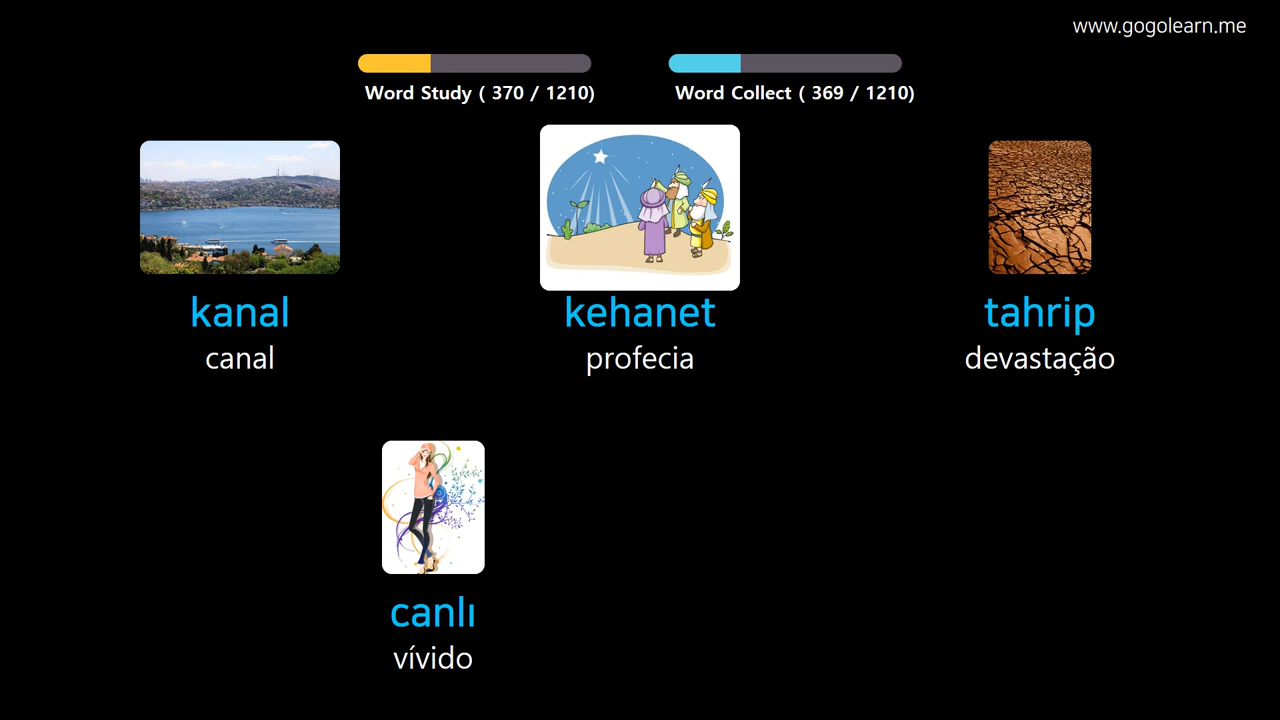 www.gogolearn.me
Word Study ( 370 / 1210)
Word Collect ( 369 / 1210)
kanal
canal
kehanet
profecia
tahrip
devastação
canlı
vívido